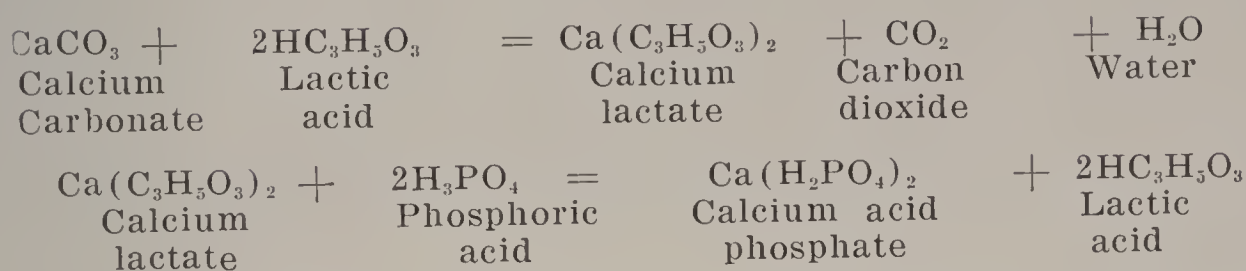 CaCO₃ + 2HC₃H₅O₃ = Ca(C₃H₅O₃)₂ + CO₂ + H₂O
Calcium Lactic Calcium Carbon Water
Carbonate acid lactate dioxide
Ca(C₃H₅O₃)₂ + 2H₃PO₄ = Ca(H₂PO₄)₂ + 2HC₃H₅O₃
Calcium Phosphoric Calcium acid Lactic
lactate acid phosphate acid